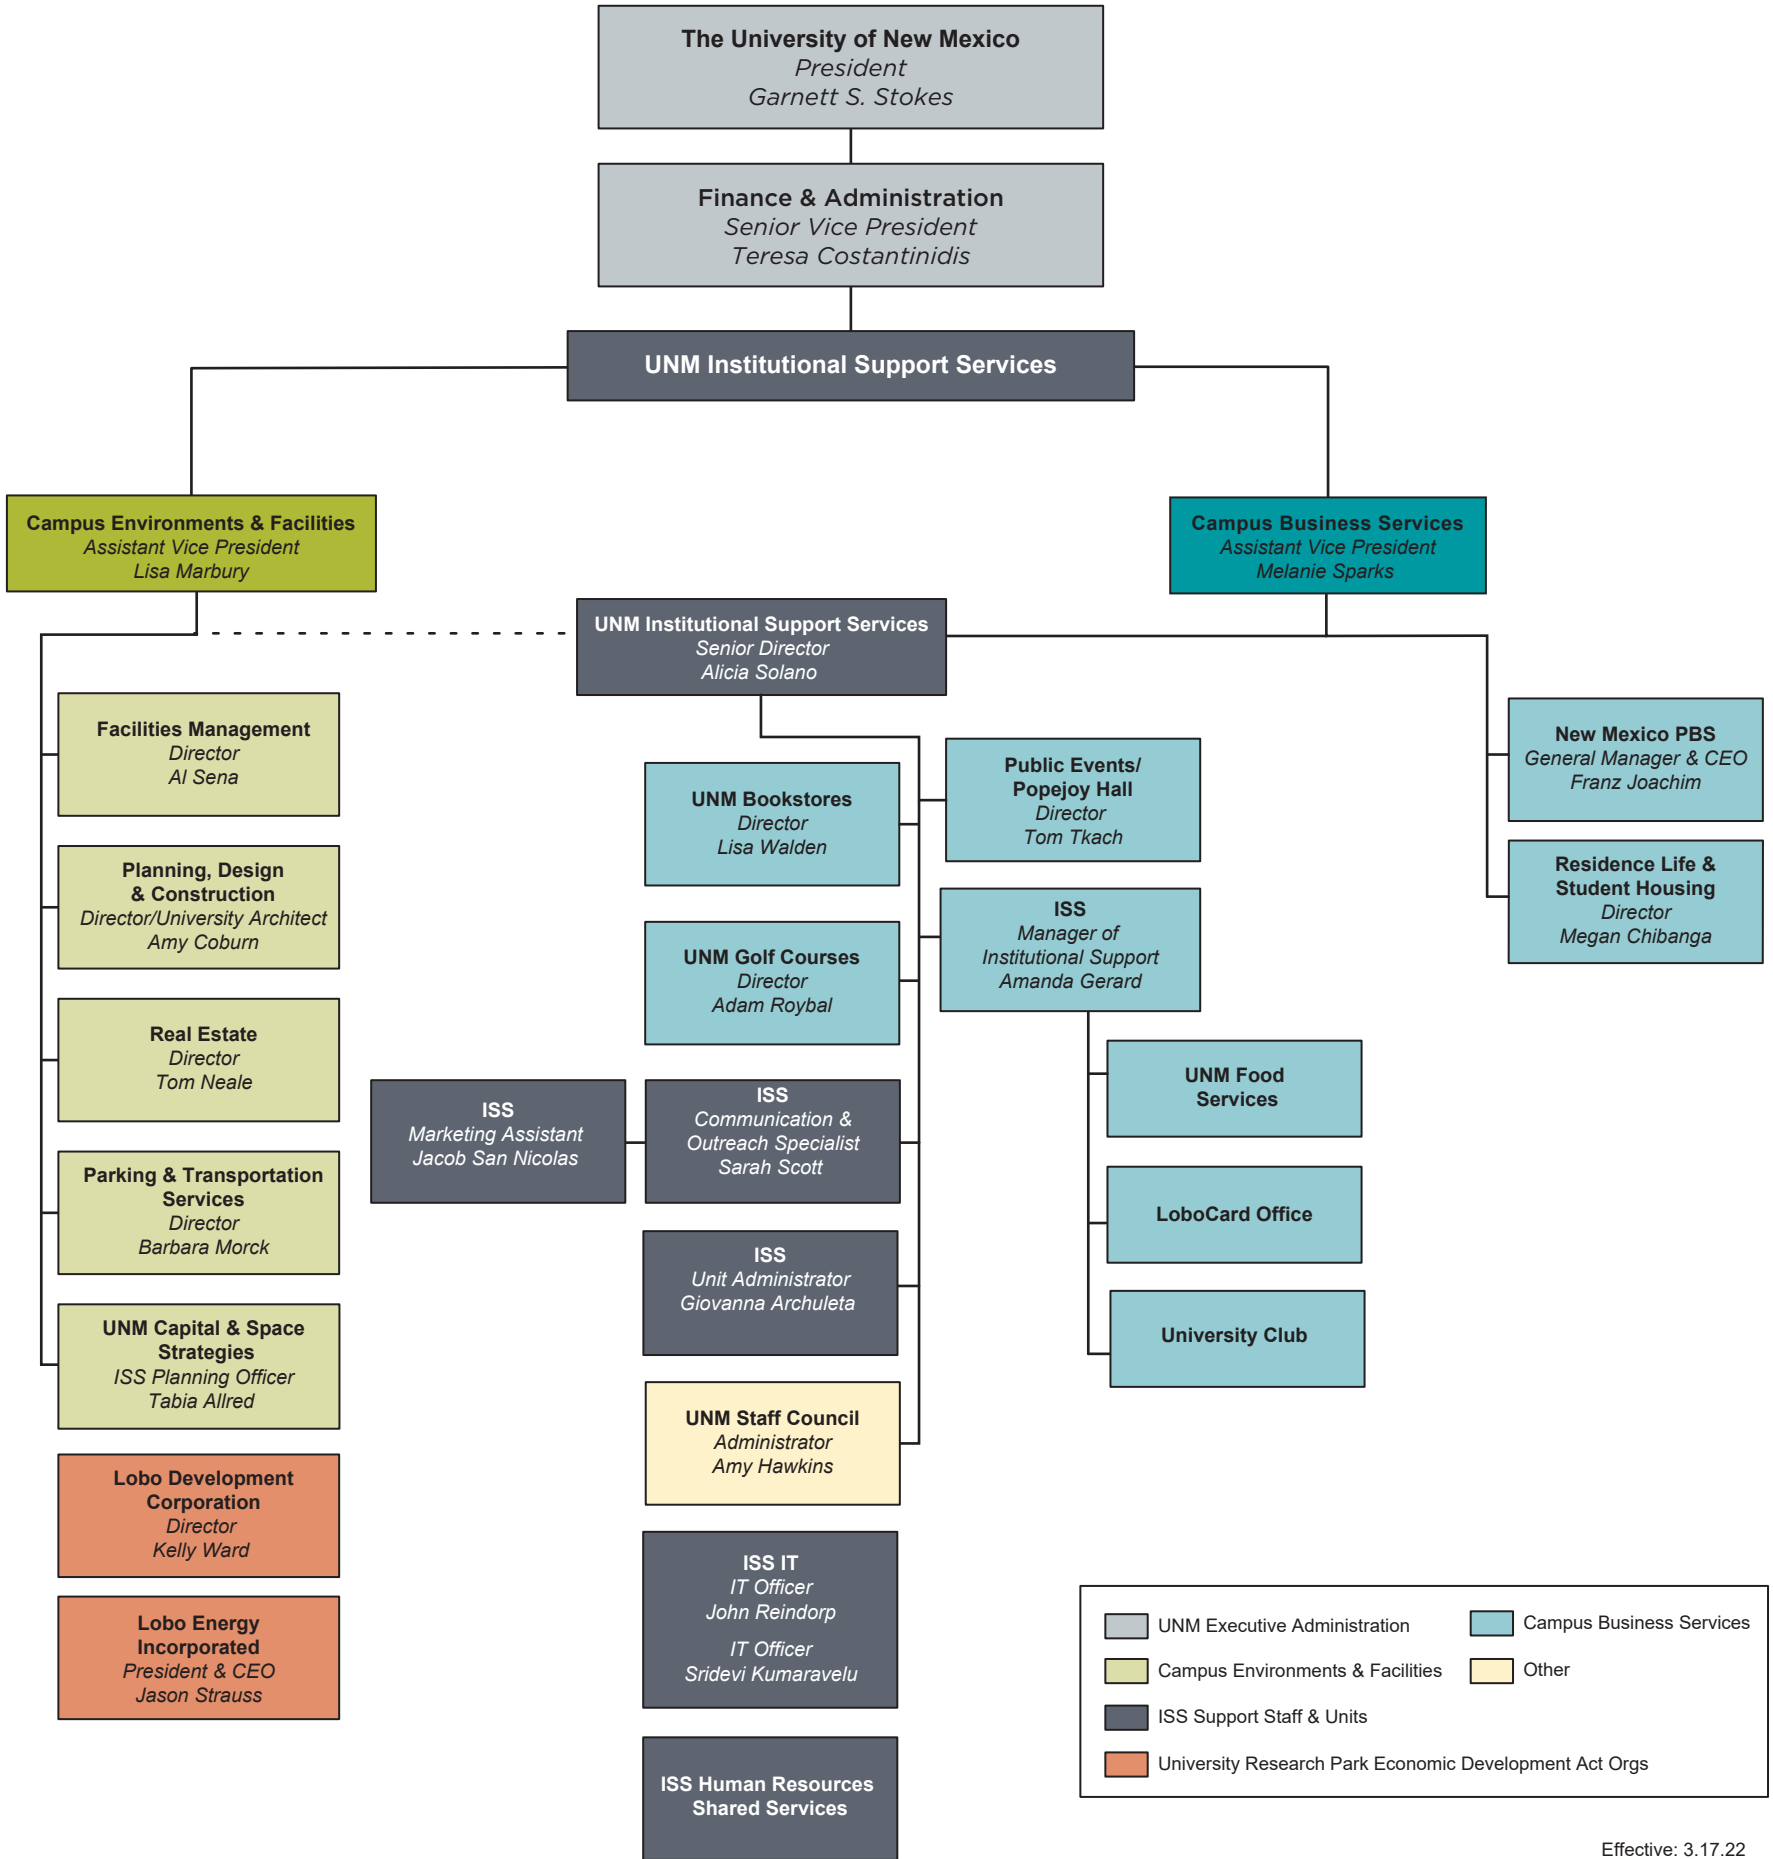 The University of New Mexico
President
Garnett S. Stokes
Finance & Administration
Senior Vice President
Teresa Costantinidis
UNM Institutional Support Services
Campus Environments & Facilities
Assistant Vice President
Lisa Marbury
Campus Business Services
Assistant Vice President
Melanie Sparks
UNM Institutional Support Services
Senior Director
Alicia Solano
Facilities Management
Director
Al Sena
Planning, Design
& Construction
Director/University Architect
Amy Coburn
Real Estate
Director
Tom Neale
Parking & Transportation
Services
Director
Barbara Morck
UNM Capital & Space
Strategies
ISS Planning Officer
Tabia Allred
Lobo Development
Corporation
Director
Kelly Ward
Lobo Energy
Incorporated
President & CEO
Jason Strauss
UNM Bookstores
Director
Lisa Walden
UNM Golf Courses
Director
Adam Roybal
ISS
Marketing Assistant
Jacob San Nicolas
ISS
Communication &
Outreach Specialist
Sarah Scott
ISS
Unit Administrator
Giovanna Archuleta
UNM Staff Council
Administrator
Amy Hawkins
ISS IT
IT Officer
John Reindorp
IT Officer
Sridevi Kumaravelu
ISS Human Resources
Shared Services
Public Events/
Popejoy Hall
Director
Tom Tkach
ISS
Manager of
Institutional Support
Amanda Gerard
UNM Food
Services
LoboCard Office
University Club
New Mexico PBS
General Manager & CEO
Franz Joachim
Residence Life &
Student Housing
Director
Megan Chibanga
UNM Executive Administration
Campus Environments & Facilities
ISS Support Staff & Units
University Research Park Economic Development Act Orgs
Campus Business Services
Other
Effective: 3.17.22